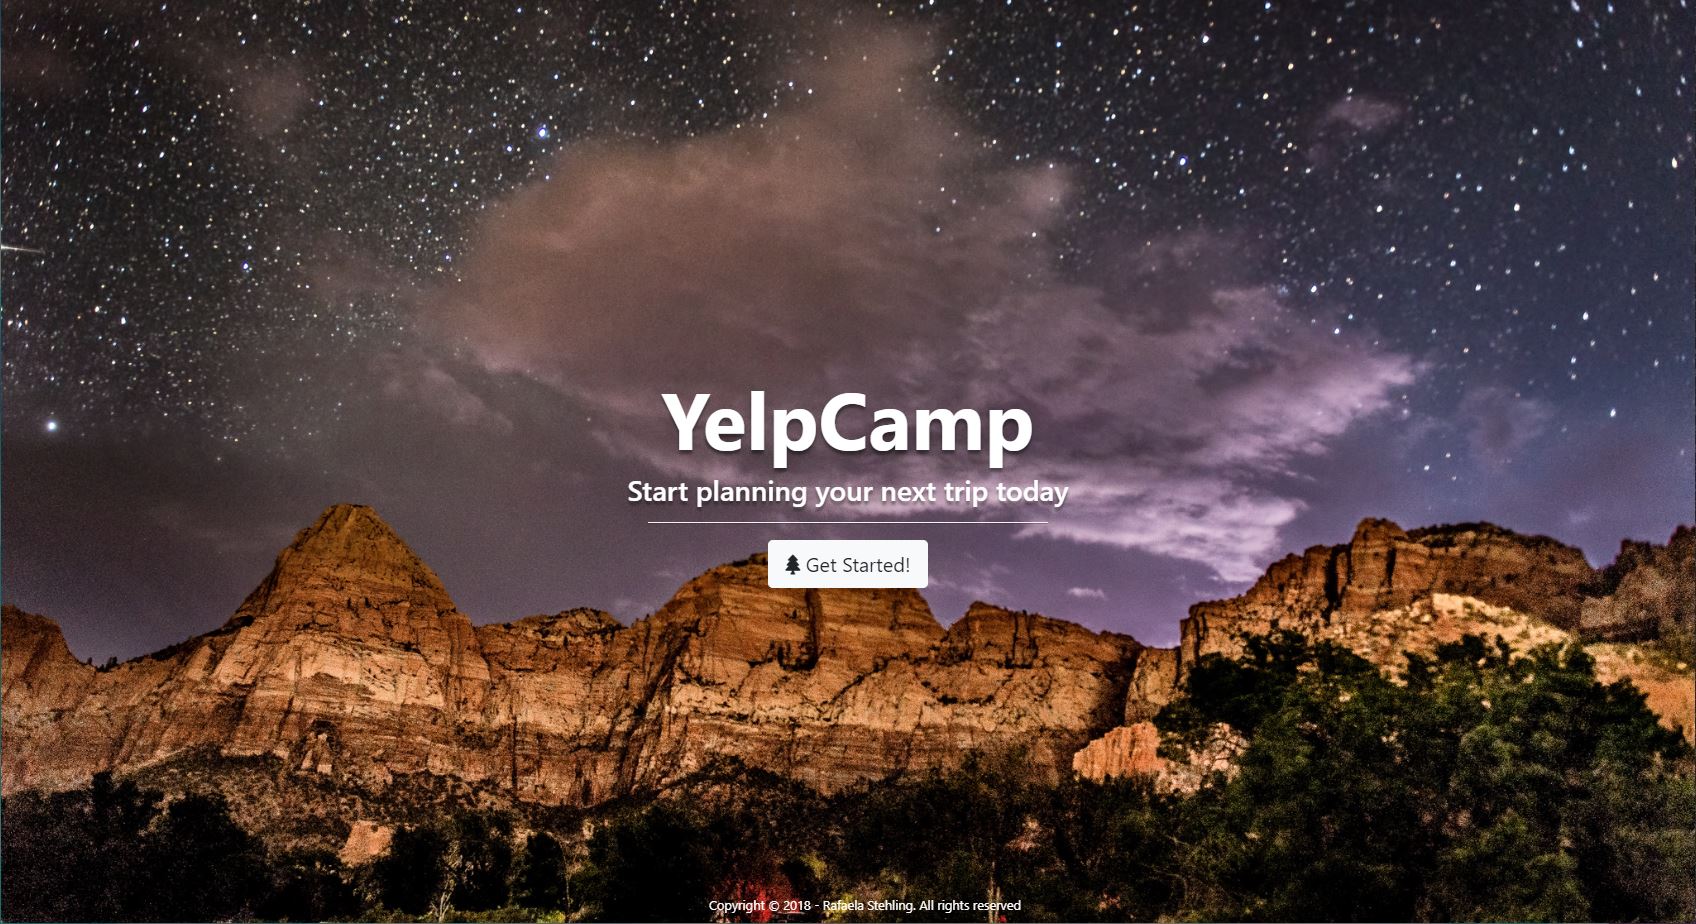 YelpCamp
Start planning your next trip today
Get Started!
Copyright © 2018 - Rafaela Stehling. All rights reserved